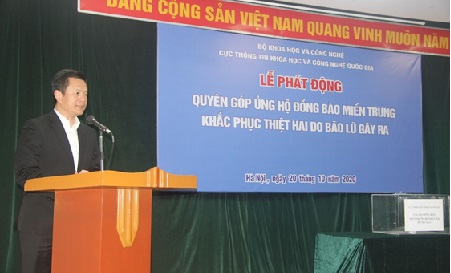 ĐẢNG CỘNG SẢN VIỆT NAM QUANG VINH MUÔN NĂM
BỘ KHOA HỌC VÀ CÔNG NGHỆ
CỤC THÔNG TIN KHOA HỌC VÀ CÔNG NGHỆ QUỐC GIA
LỄ PHÁT ĐỘNG
QUYÊN GÓP ỦNG HỘ ĐỒNG BÀO MIỀN TRUNG
KHẮC PHỤC THIỆT HẠI DO BÃO LŨ GÂY RA
Hà Nội, ngày 20 tháng 10 năm 2020